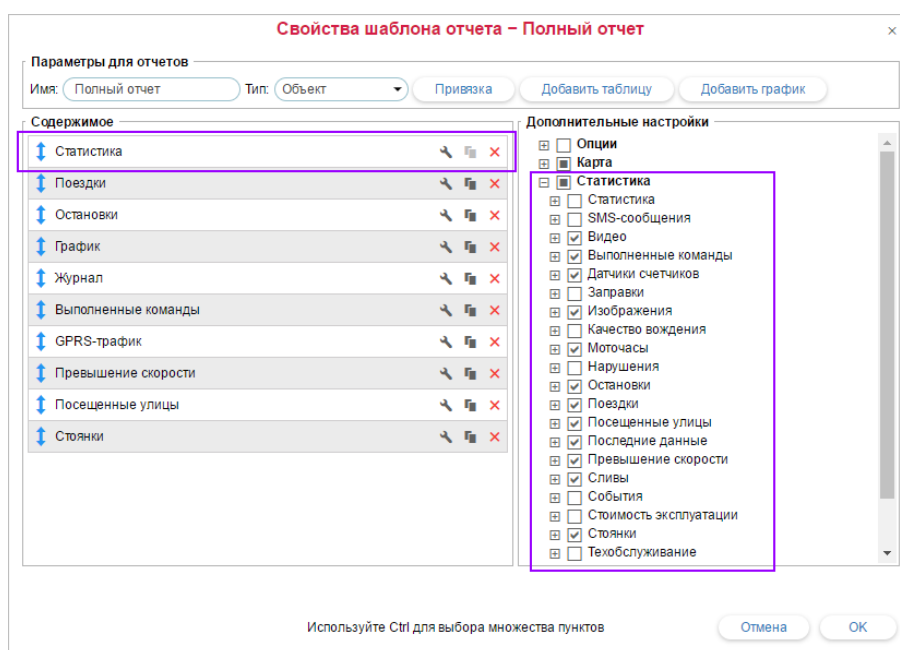 Свойства шаблона отчета – Полный отчет
Параметры для отчетов
Имя: Полный отчет Тип: Объект Привязка Добавить таблицу Добавить график
Содержимое
Статистика
Поездки
Остановки
График
Журнал
Выполненные команды
GPRS-трафик
Превышение скорости
Посещенные улицы
Стоянки
Дополнительные настройки
Опции
Карта
Статистика
Статистика
SMS-сообщения
Видео
Выполненные команды
Датчики счетчиков
Заправки
Изображения
Качество вождения
Моточасы
Нарушения
Остановки
Поездки
Посещенные улицы
Последние данные
Превышение скорости
Сливы
События
Стоимость эксплуатации
Стоянки
Техобслуживание
Используйте Ctrl для выбора множества пунктов
Отмена OK